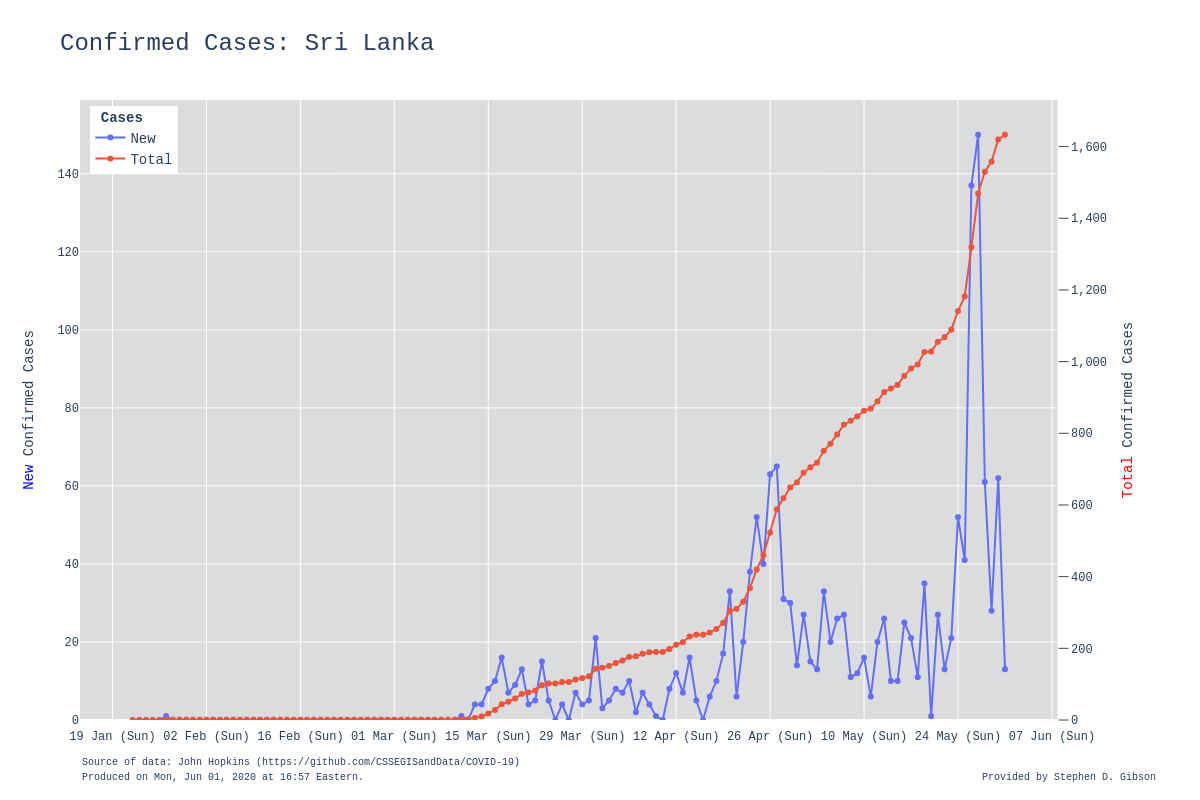 Confirmed Cases: Sri Lanka
Cases
New
Total
140
120
100
80
60
40
20
0
1,600
1,400
1,200
1,000
800
600
400
200
0
New Confirmed Cases
Total Confirmed Cases
19 Jan (Sun) 02 Feb (Sun) 16 Feb (Sun) 01 Mar (Sun) 15 Mar (Sun) 29 Mar (Sun) 12 Apr (Sun) 26 Apr (Sun) 10 May (Sun) 24 May (Sun) 07 Jun (Sun)
Source of data: John Hopkins (https://github.com/CSSEGISandData/COVID-19)
Produced on Mon, Jun 01, 2020 at 16:57 Eastern.
Provided by Stephen D. Gibson